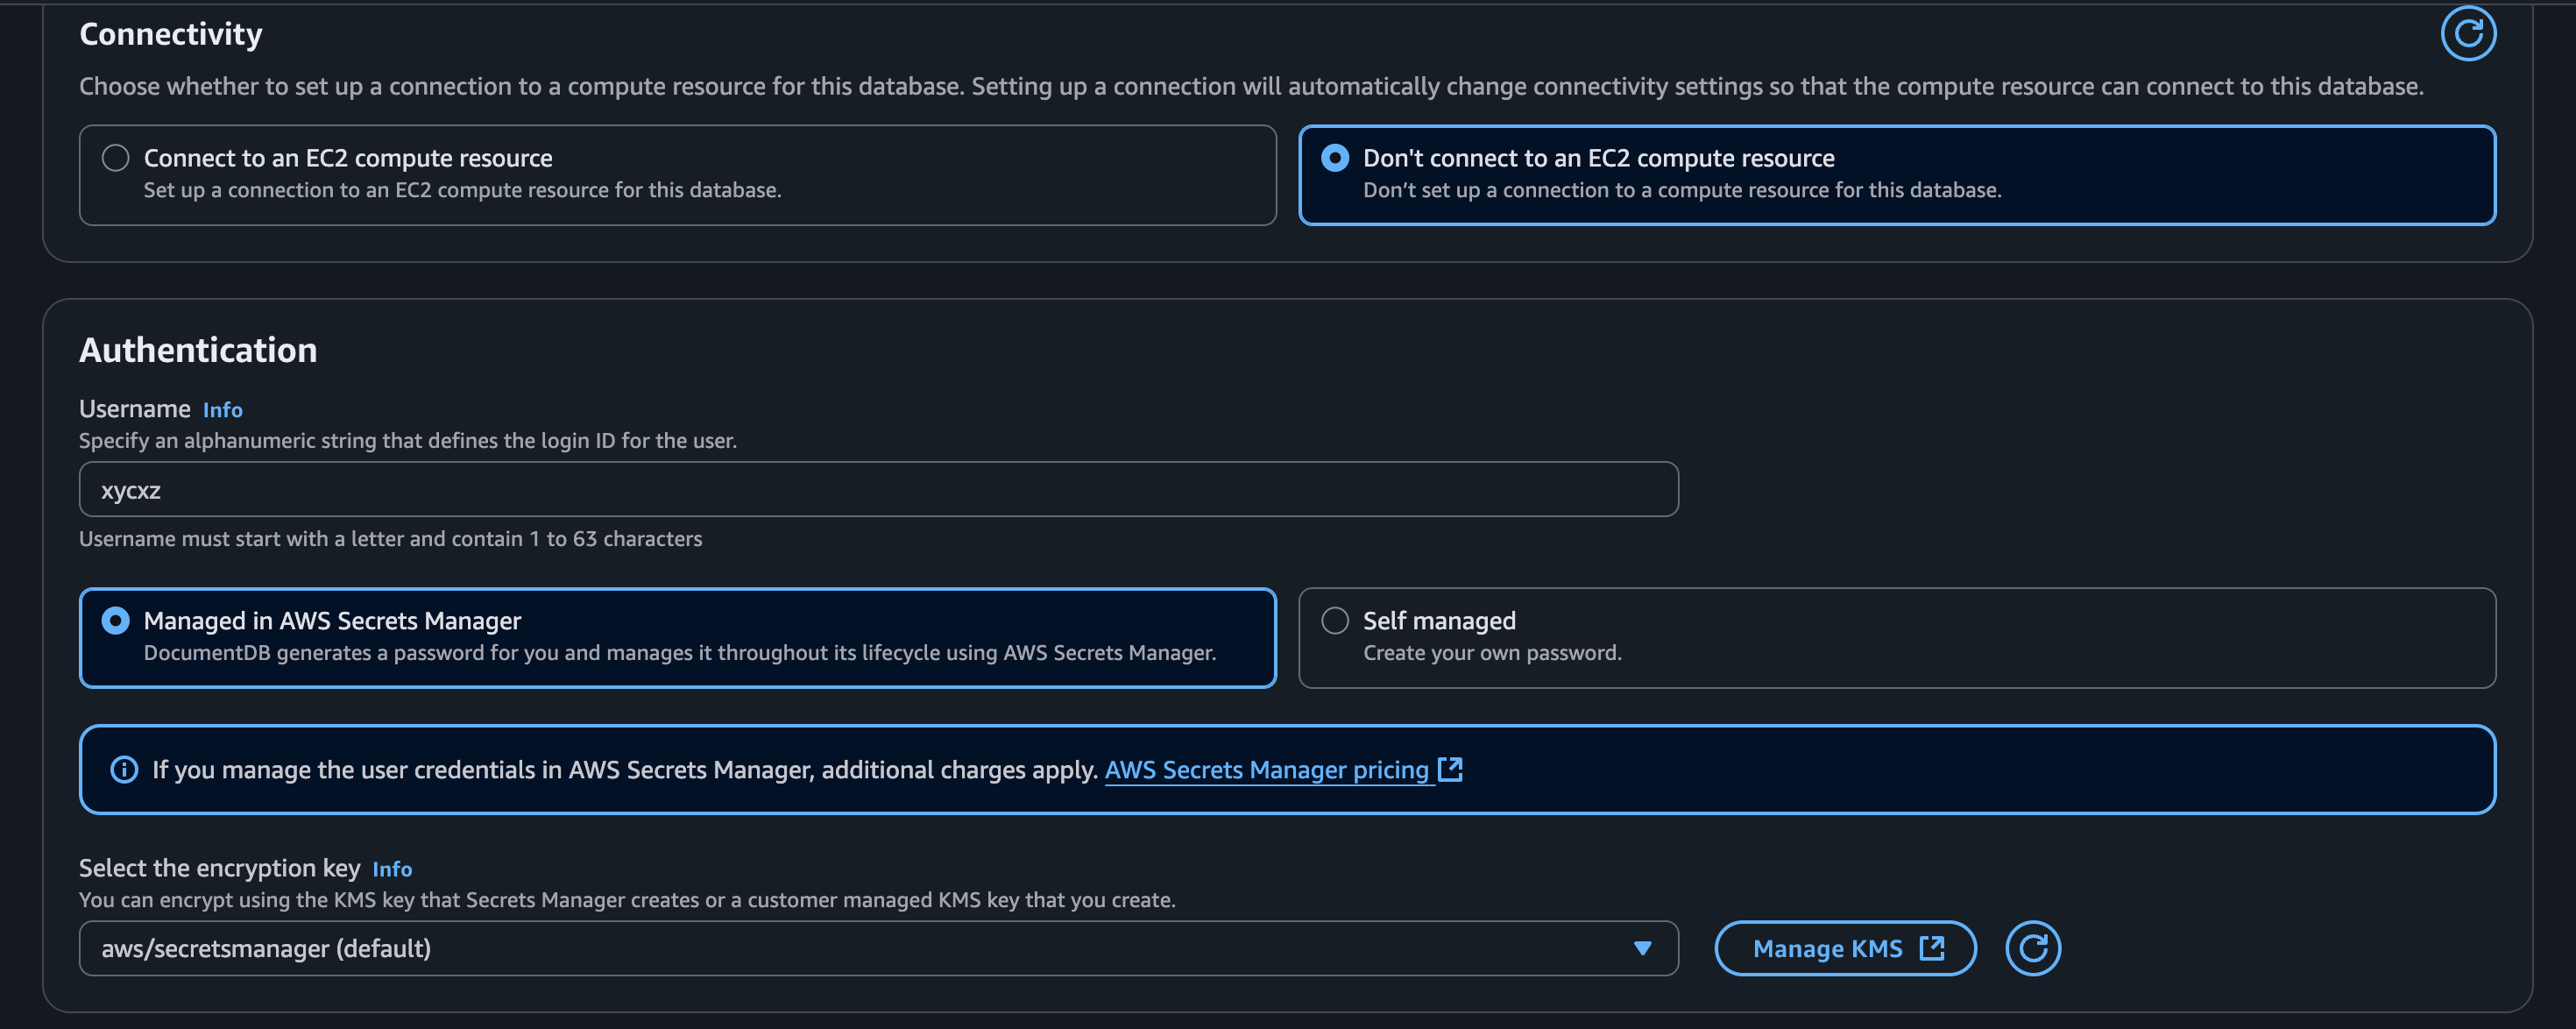 Connectivity
Choose whether to set up a connection to a compute resource for this database. Setting up a connection will automatically change connectivity settings so that the compute resource can connect to this database.
Connect to an EC2 compute resource
Set up a connection to an EC2 compute resource for this database.
Don't connect to an EC2 compute resource
Don’t set up a connection to a compute resource for this database.
Authentication
Username Info
Specify an alphanumeric string that defines the login ID for the user.
xycxz
Username must start with a letter and contain 1 to 63 characters
Managed in AWS Secrets Manager
DocumentDB generates a password for you and manages it throughout its lifecycle using AWS Secrets Manager.
Self managed
Create your own password.
If you manage the user credentials in AWS Secrets Manager, additional charges apply. AWS Secrets Manager pricing
Select the encryption key Info
You can encrypt using the KMS key that Secrets Manager creates or a customer managed KMS key that you create.
aws/secretsmanager (default)
Manage KMS